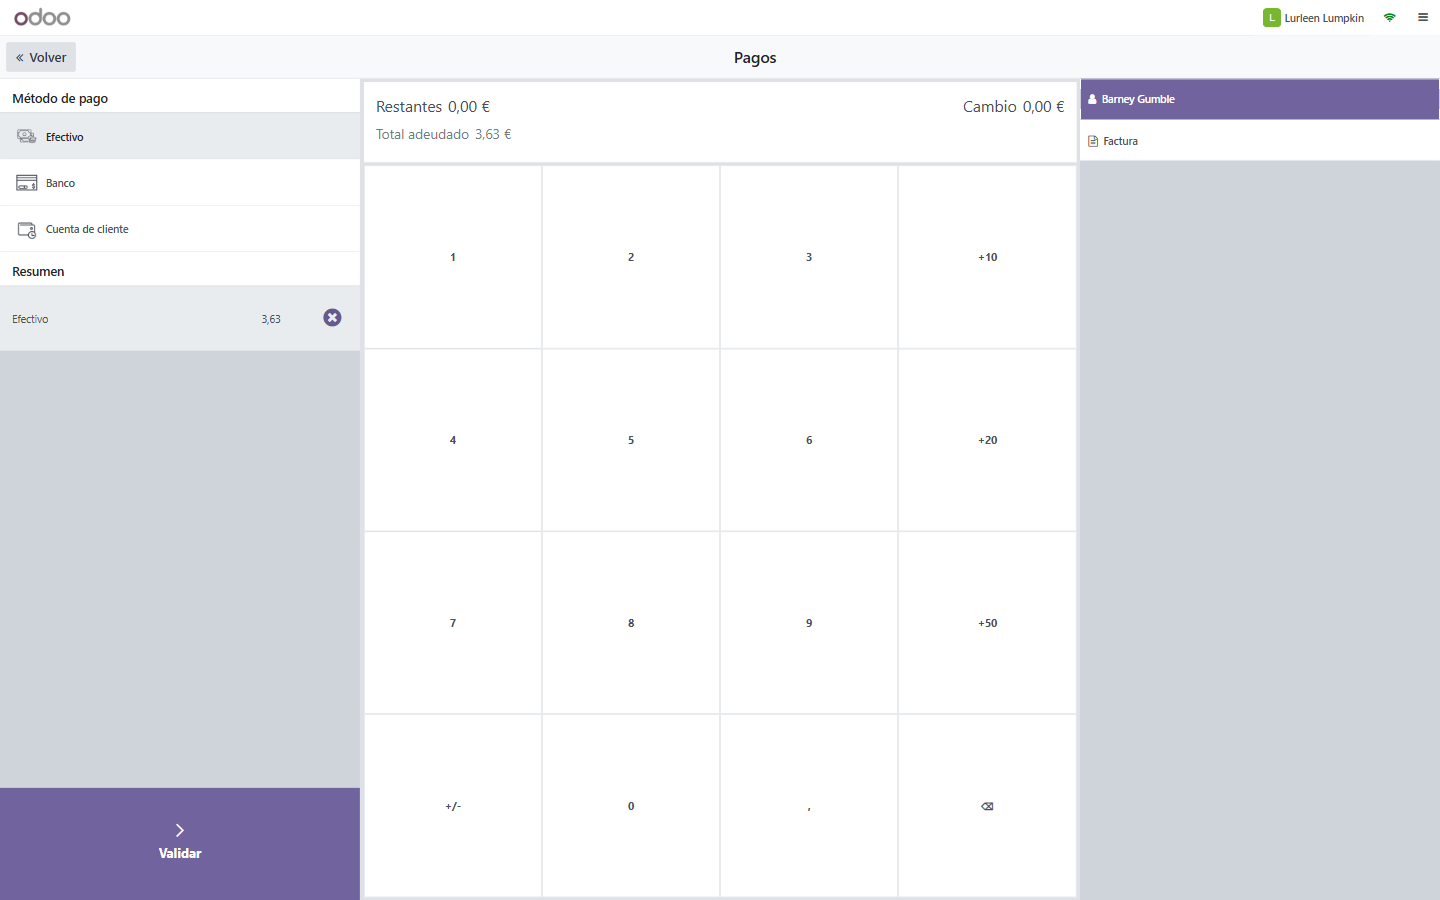 odoo
L Lurleen Lumpkin
« Volver
Pagos
Método de pago
Efectivo
Banco
Cuenta de cliente
Resumen
Efectivo 3,63
Validar
Restantes 0,00 €
Cambio 0,00 €
Total adeudado 3,63 €
1 2 3 +10
4 5 6 +20
7 8 9 +50
+/- 0 , ⌫
Barney Gumble
Factura